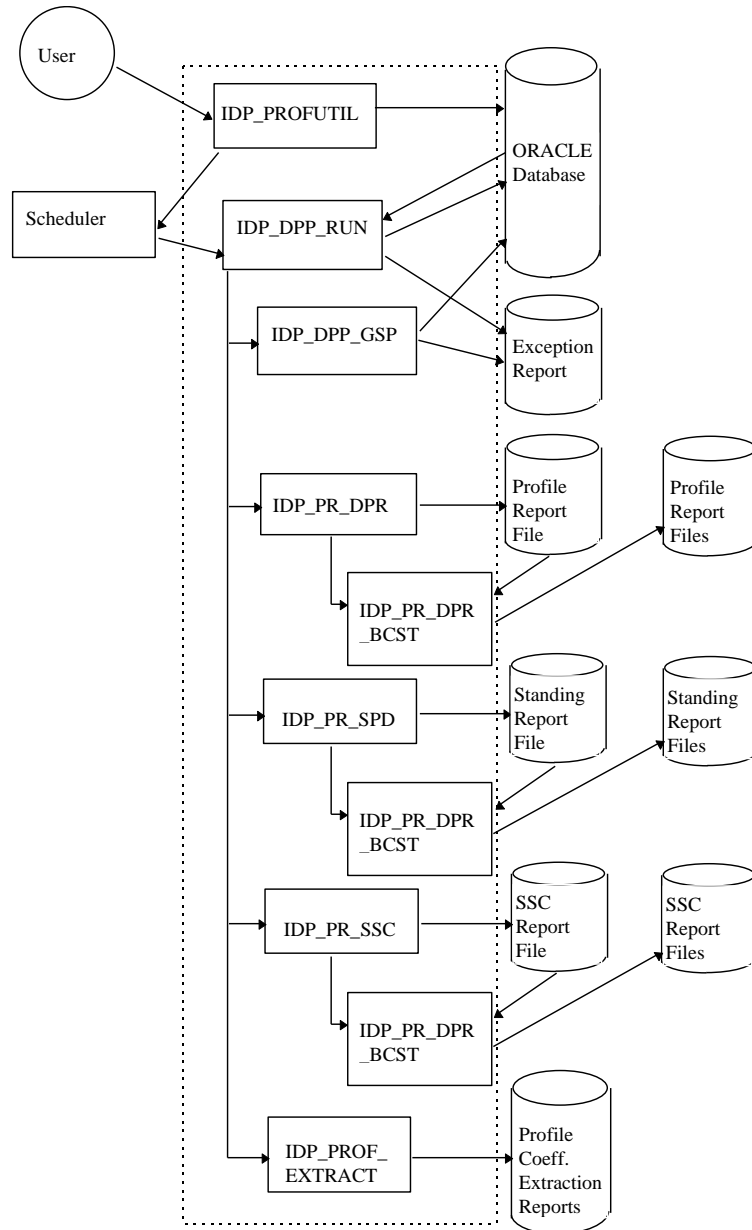 User
IDP_PROFUTIL
ORACLE
Database
Scheduler
IDP_DPP_RUN
IDP_DPP_GSP
Exception
Report
IDP_PR_DPR
Profile
Report
File
Profile
Report
Files
IDP_PR_DPR
_BCST
IDP_PR_SPD
Standing
Report
File
Standing
Report
Files
IDP_PR_DPR
_BCST
IDP_PR_SSC
SSC
Report
File
SSC
Report
Files
IDP_PR_DPR
_BCST
IDP_PROF_
EXTRACT
Profile
Coeff.
Extraction
Reports